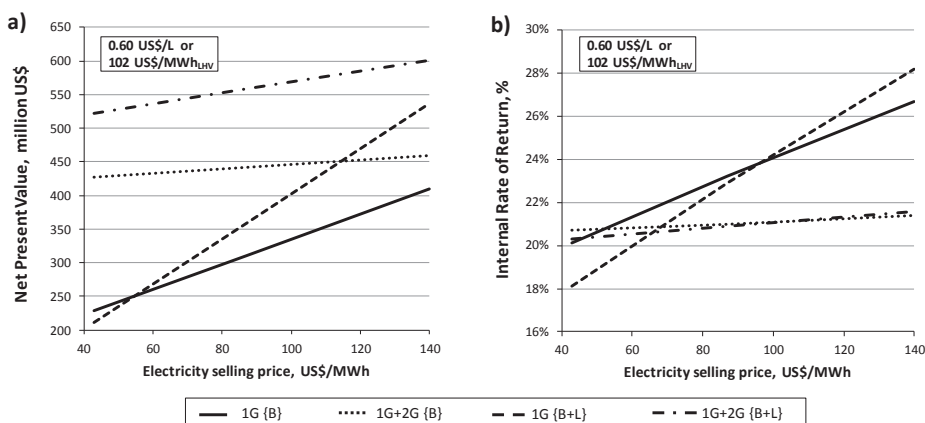 a)
0.60 US$/L or
102 US$/MWhLHV
Net Present Value, million US$
650
600
550
500
450
400
350
300
250
200
40 60 80 100 120 140
Electricity selling price, US$/MWh
b)
0.60 US$/L or
102 US$/MWhLHV
Internal Rate of Return, %
30%
28%
26%
24%
22%
20%
18%
16%
40 60 80 100 120 140
Electricity selling price, US$/MWh
1G {B} 1G+2G {B} 1G {B+L} 1G+2G {B+L}